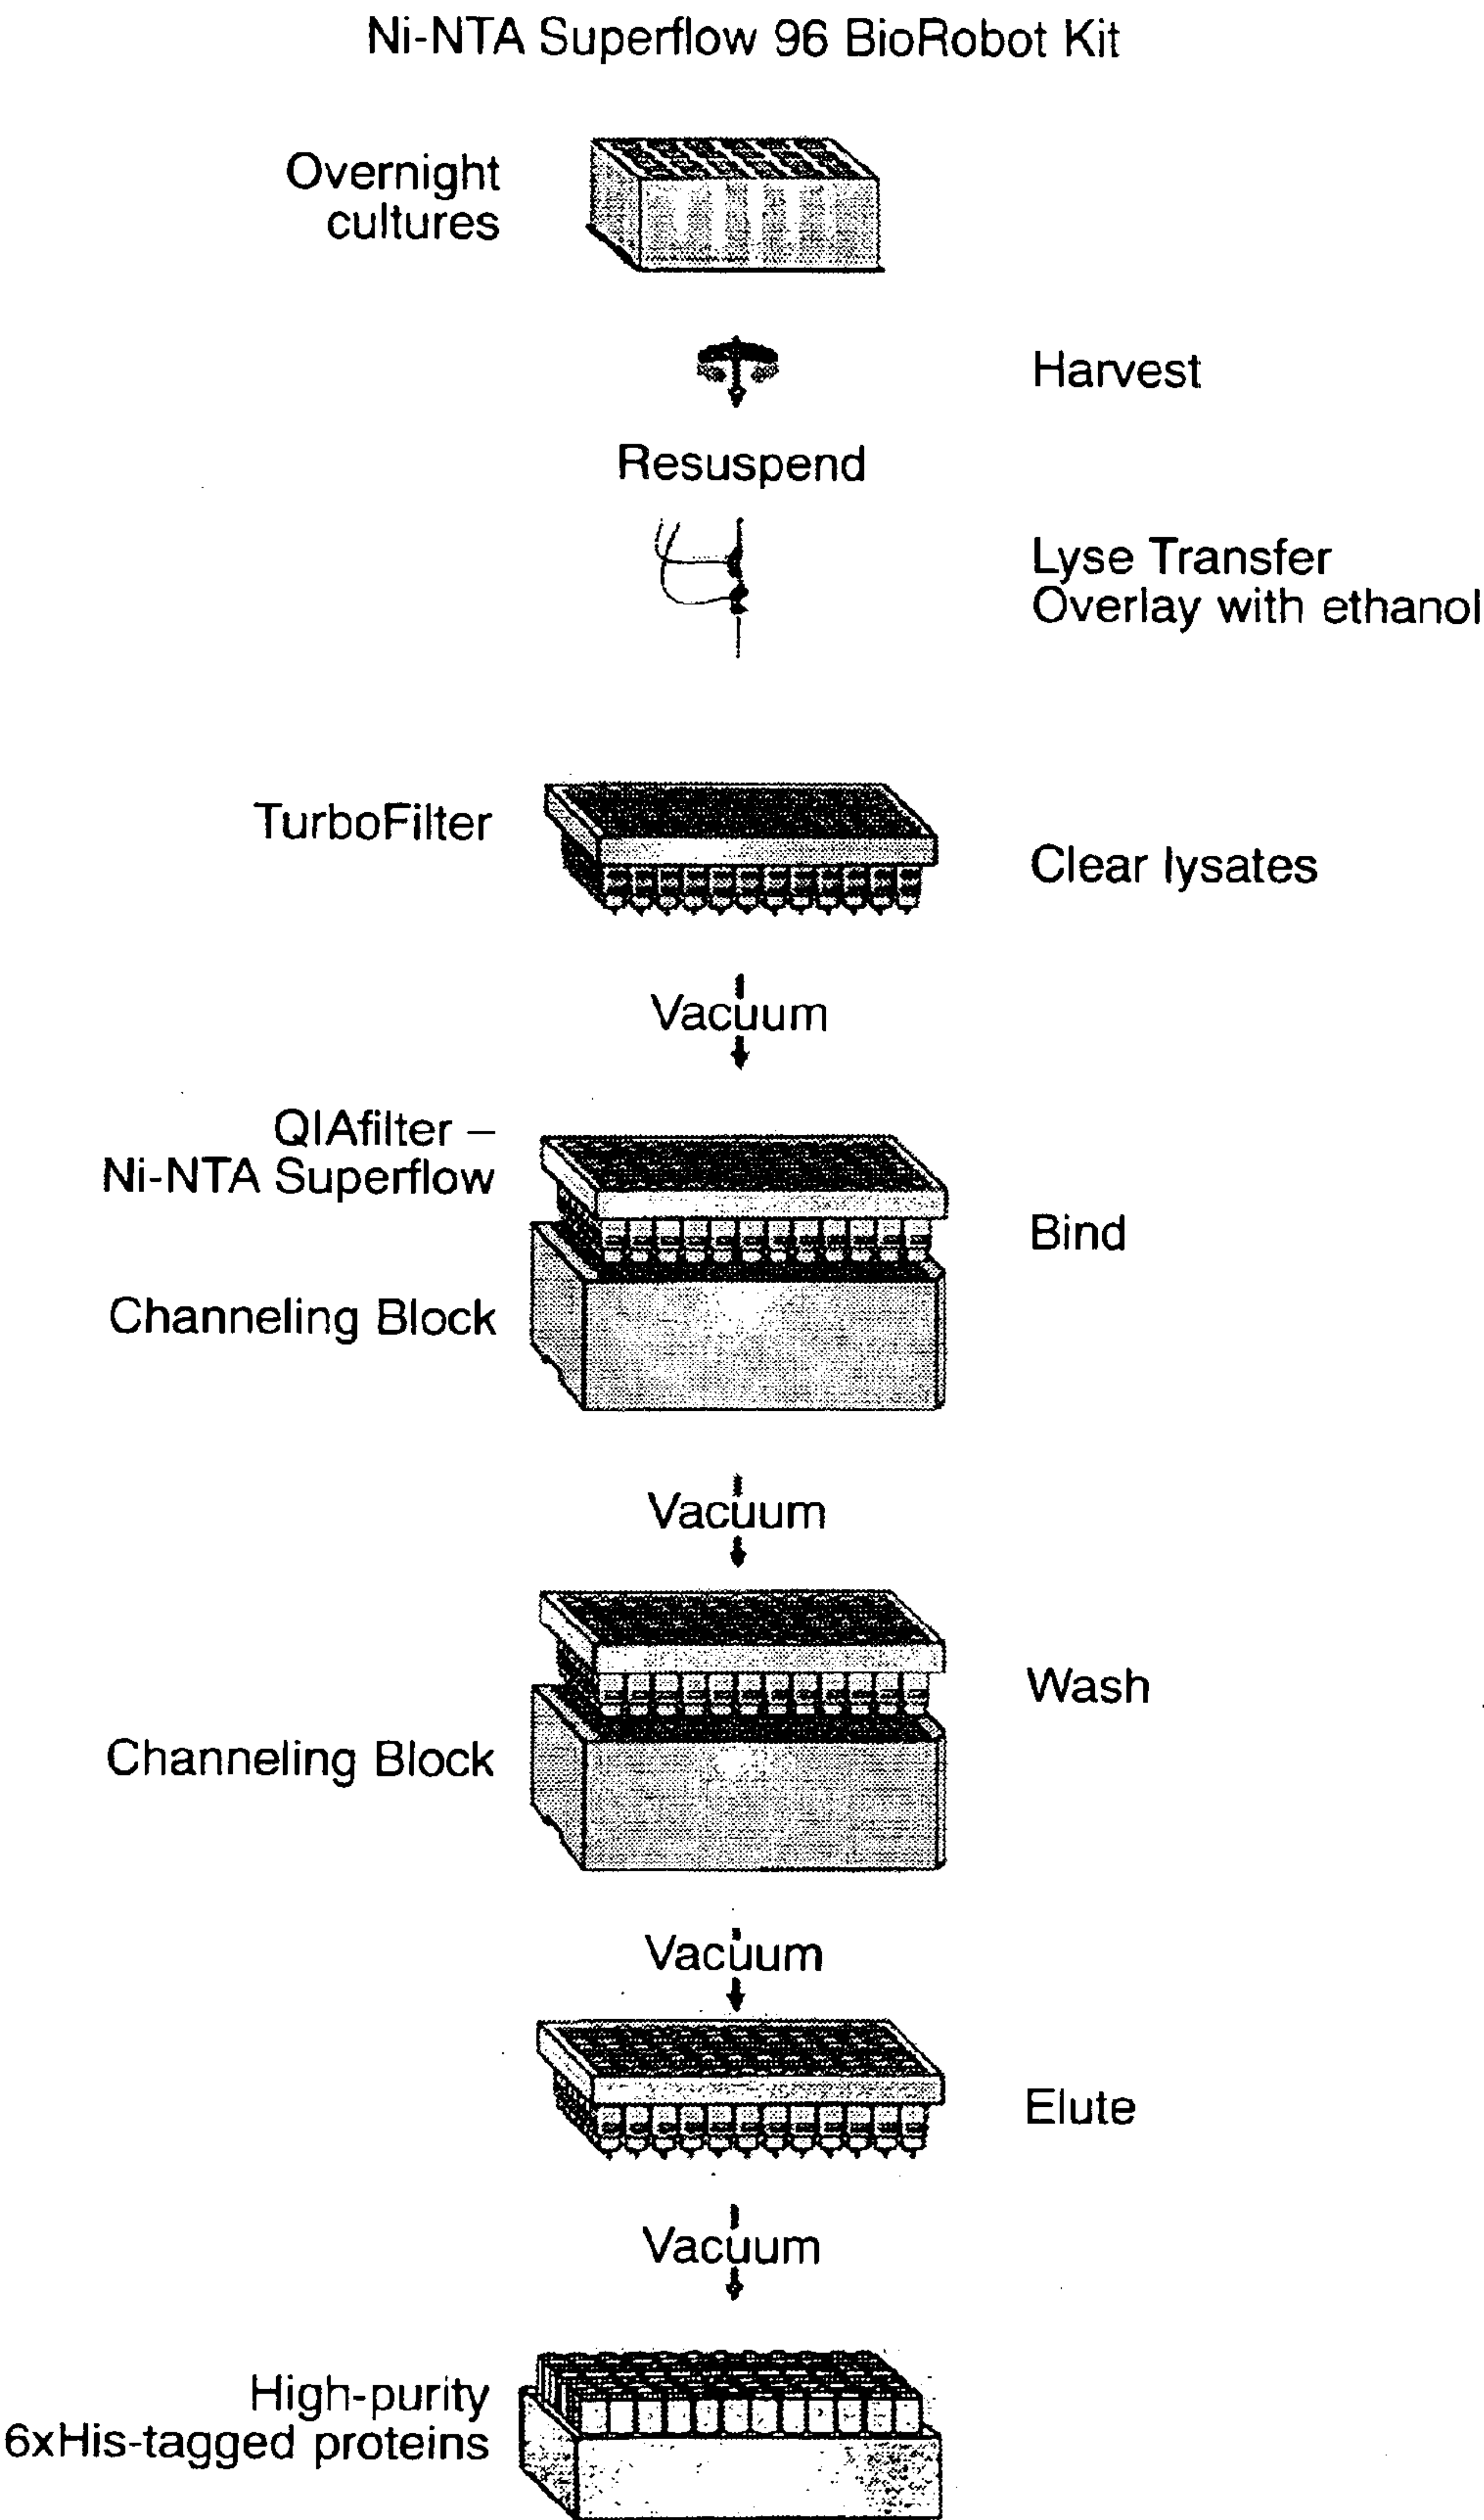 Ni-NTA Superflow 96 BioRobot Kit
Overnight
cultures
Harvest
Resuspend
Lyse Transfer
Overlay with ethanol
TurboFilter
Clear lysates
Vacuum
QIAfilter –
Ni-NTA Superflow
Bind
Channeling Block
Vacuum
Wash
Channeling Block
Vacuum
Elute
Vacuum
High-purity
6xHis-tagged proteins